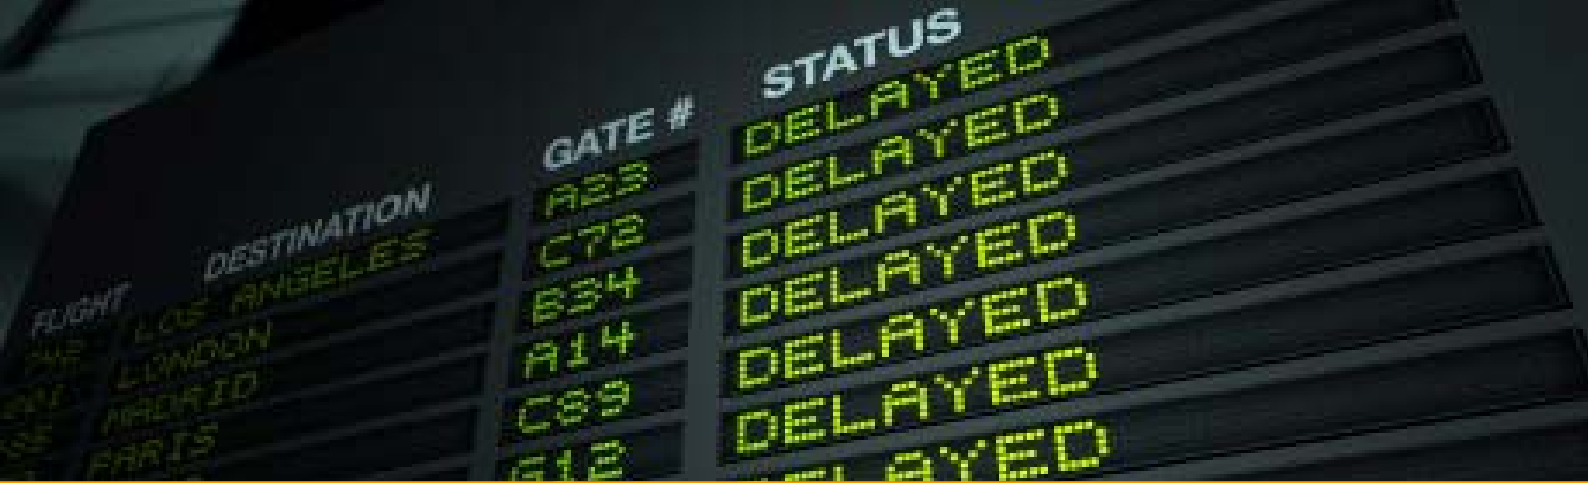 FLIGHT DESTINATION GATE # STATUS
LOS ANGELES A23 DELAYED
LONDON C72 DELAYED
MADRID B34 DELAYED
PARIS A14 DELAYED
C89 DELAYED
DELAYED
DELAYED